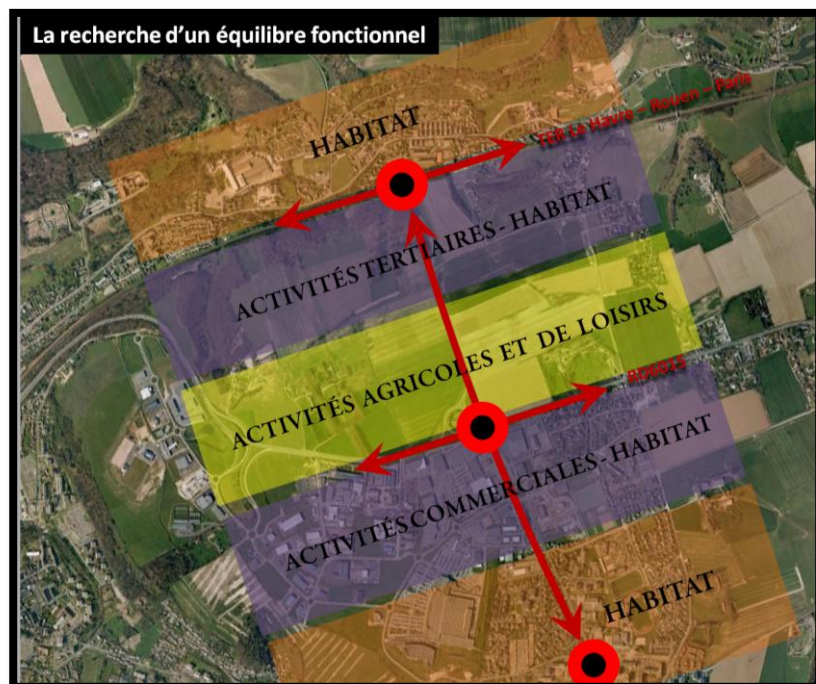 La recherche d'un équilibre fonctionnel
TER Le Havre – Rouen – Paris
HABITAT
ACTIVITÉS TERTIAIRES - HABITAT
ACTIVITÉS AGRICOLES ET DE LOISIRS
RD6015
ACTIVITÉS COMMERCIALES - HABITAT
HABITAT